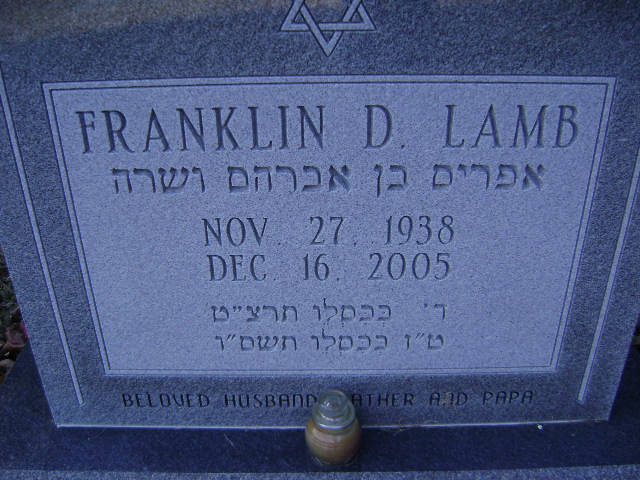 FRANKLIN D. LAMB
אפרים בן אברהם ושרה
NOV. 27. 1938
DEC. 16. 2005
ד' בכסלו תרצ״ט
ט״ו בכסלו תשס״ו
BELOVED HUSBAND AND PAPA